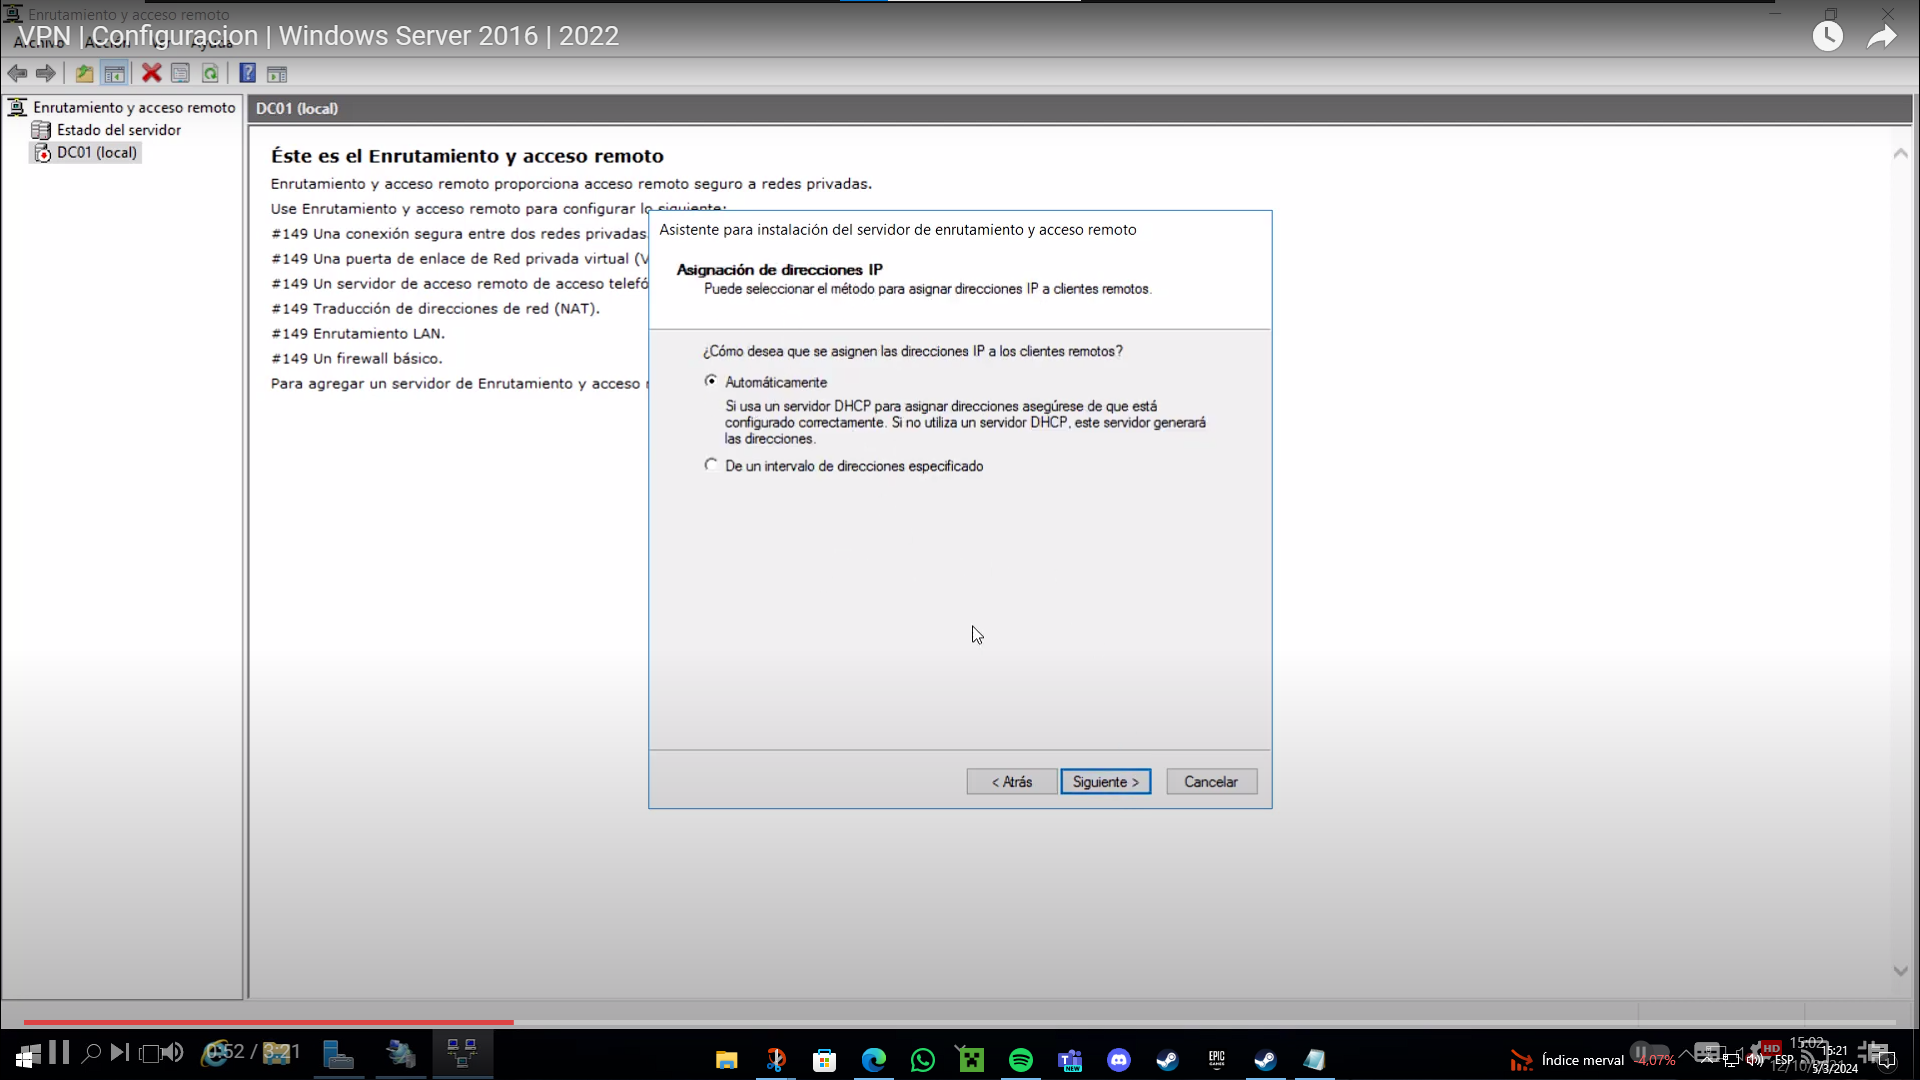 Enrutamiento y acceso remoto
VPN | Configuracion | Windows Server 2016 | 2022
Archivo Acción Ver Ayuda
Enrutamiento y acceso remoto
Estado del servidor
DC01 (local)
DC01 (local)
Éste es el Enrutamiento y acceso remoto
Enrutamiento y acceso remoto proporciona acceso remoto seguro a redes privadas.
Use Enrutamiento y acceso remoto para configurar lo siguiente:
#149 Una conexión segura entre dos redes privadas.
#149 Una puerta de enlace de Red privada virtual (V
#149 Un servidor de acceso remoto de acceso telefó
#149 Traducción de direcciones de red (NAT).
#149 Enrutamiento LAN.
#149 Un firewall básico.
Para agregar un servidor de Enrutamiento y acceso r
Asistente para instalación del servidor de enrutamiento y acceso remoto
Asignación de direcciones IP
Puede seleccionar el método para asignar direcciones IP a clientes remotos.
¿Cómo desea que se asignen las direcciones IP a los clientes remotos?
Automáticamente
Si usa un servidor DHCP para asignar direcciones asegúrese de que está
configurado correctamente. Si no utiliza un servidor DHCP, este servidor generará
las direcciones.
De un intervalo de direcciones especificado
< Atrás
Siguiente >
Cancelar
0:52 / 3:21
NEW
EPIC
GAMES
Índice merval
-4,07%
HD
ESP
15:02
15:21
5/3/2024
1